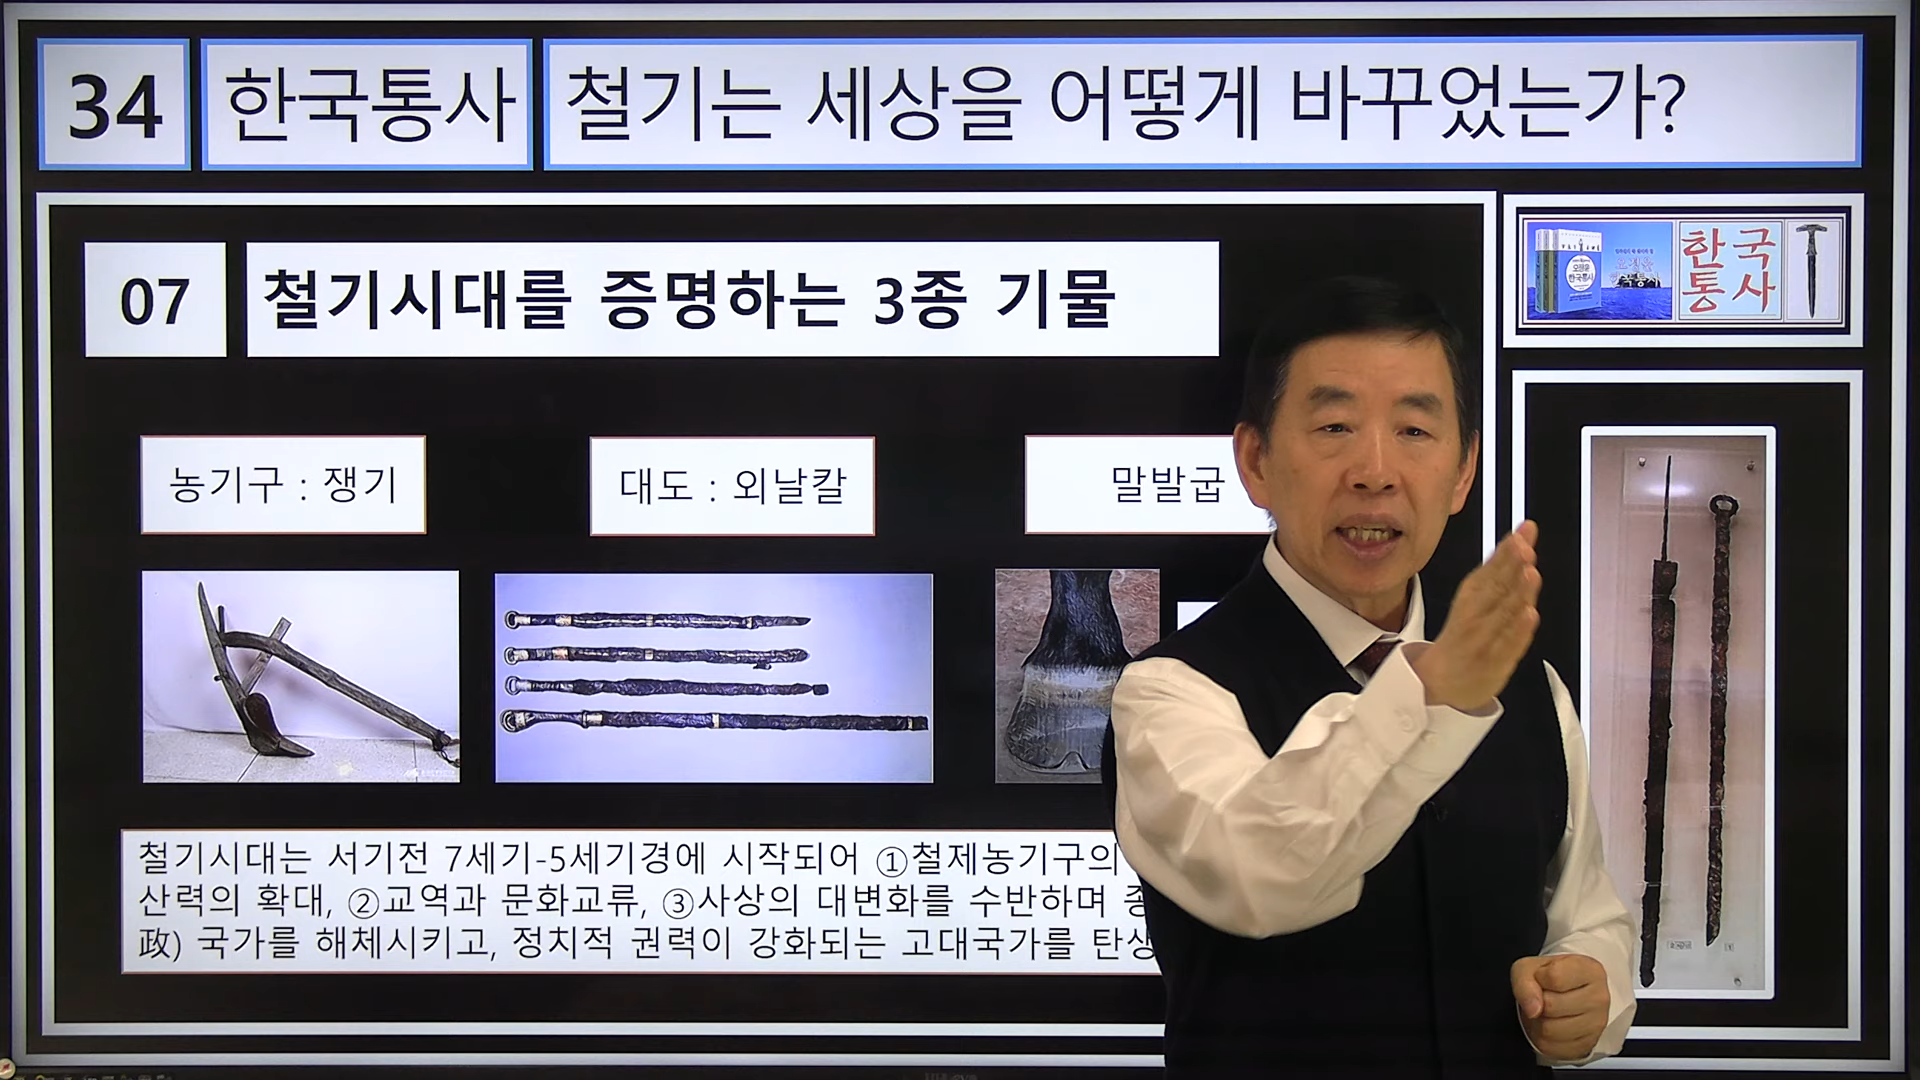 34
한국통사
철기는 세상을 어떻게 바꾸었는가?
07
철기시대를 증명하는 3종 기물
한국
통사
농기구 : 쟁기
대도 : 외날칼
말발굽
철기시대는 서기전 7세기-5세기경에 시작되어 ①철제농기구의
산력의 확대, ②교역과 문화교류, ③사상의 대변화를 수반하며
政) 국가를 해체시키고, 정치적 권력이 강화되는 고대국가를 탄생